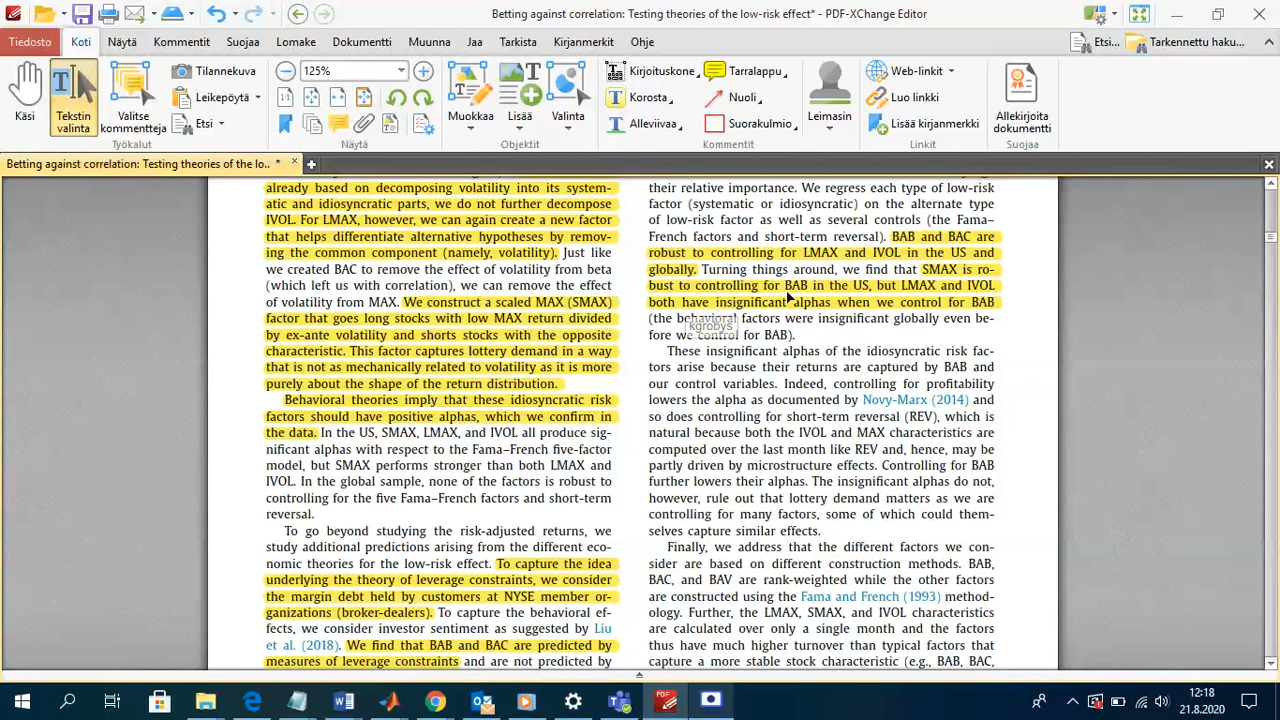 Betting against correlation: Testing theories of the low-risk effect* - PDF-XChange Editor
Tiedosto Koti Näytä Kommentit Suojaa Lomake Dokumentti Muunna Jaa Tarkista Kirjanmerkit Ohje Etsi... Tarkennettu haku...
Käsi
Tekstin valinta
Valitse kommentteja
Tilannekuva
Leikepöytä
Etsi
Työkalut
125%
Näytä
Muokkaa
Lisää
Valinta
Objektit
Kirjoituskone
Korosta
Alleviivaa
Tarralappu
Nuoli
Suorakulmio
Kommentti
Leimasin
Web-linkit
Luo linkki
Lisää kirjanmerkki
Linkit
Allekirjoita dokumentti
Suojaa
Betting against correlation: Testing theories of the lo.. *
already based on decomposing volatility into its system-
atic and idiosyncratic parts, we do not further decompose
IVOL. For LMAX, however, we can again create a new factor
that helps differentiate alternative hypotheses by remov-
ing the common component (namely, volatility). Just like
we created BAC to remove the effect of volatility from beta
(which left us with correlation), we can remove the effect
of volatility from MAX. We construct a scaled MAX (SMAX)
factor that goes long stocks with low MAX return divided
by ex-ante volatility and shorts stocks with the opposite
characteristic. This factor captures lottery demand in a way
that is not as mechanically related to volatility as it is more
purely about the shape of the return distribution.
Behavioral theories imply that these idiosyncratic risk
factors should have positive alphas, which we confirm in
the data. In the US, SMAX, LMAX, and IVOL all produce sig-
nificant alphas with respect to the Fama–French five-factor
model, but SMAX performs stronger than both LMAX and
IVOL. In the global sample, none of the factors is robust to
controlling for the five Fama–French factors and short-term
reversal.
To go beyond studying the risk-adjusted returns, we
study additional predictions arising from the different eco-
nomic theories for the low-risk effect. To capture the idea
underlying the theory of leverage constraints, we consider
the margin debt held by customers at NYSE member or-
ganizations (broker-dealers). To capture the behavioral ef-
fects, we consider investor sentiment as suggested by Liu
et al. (2018). We find that BAB and BAC are predicted by
measures of leverage constraints and are not predicted by
their relative importance. We regress each type of low-risk
factor (systematic or idiosyncratic) on the alternative type
of low-risk factor as well as several controls (the Fama–
French factors and short-term reversal). BAB and BAC are
robust to controlling for LMAX and IVOL in the US and
globally. Turning things around, we find that SMAX is ro-
bust to controlling for BAB in the US, but LMAX and IVOL
both have insignificant alphas when we control for BAB
(the behavioral factors were insignificant globally even be-
fore we control for BAB).
kgrobys
These insignificant alphas of the idiosyncratic risk fac-
tors arise because their returns are captured by BAB and
our control variables. Indeed, controlling for profitability
lowers the alpha as documented by Novy-Marx (2014) and
so does controlling for short-term reversal (REV), which is
natural because both the IVOL and MAX characteristics are
computed over the last month like REV and, hence, may be
partly driven by microstructure effects. Controlling for BAB
further lowers their alphas. The insignificant alphas do not,
however, rule out that lottery demand matters as we are
controlling for many factors, some of which could them-
selves capture similar effects.
Finally, we address that the different factors we con-
sider are based on different construction methods. BAB,
BAC, and BAV are rank-weighted while the other factors
are constructed using the Fama and French (1993) method-
ology. Further, the LMAX, SMAX, and IVOL characteristics
are calculated over only a single month and the factors
thus have much higher turnover than typical factors that
capture a more stable stock characteristic (e.g., BAB, BAC,
12:18
21.8.2020